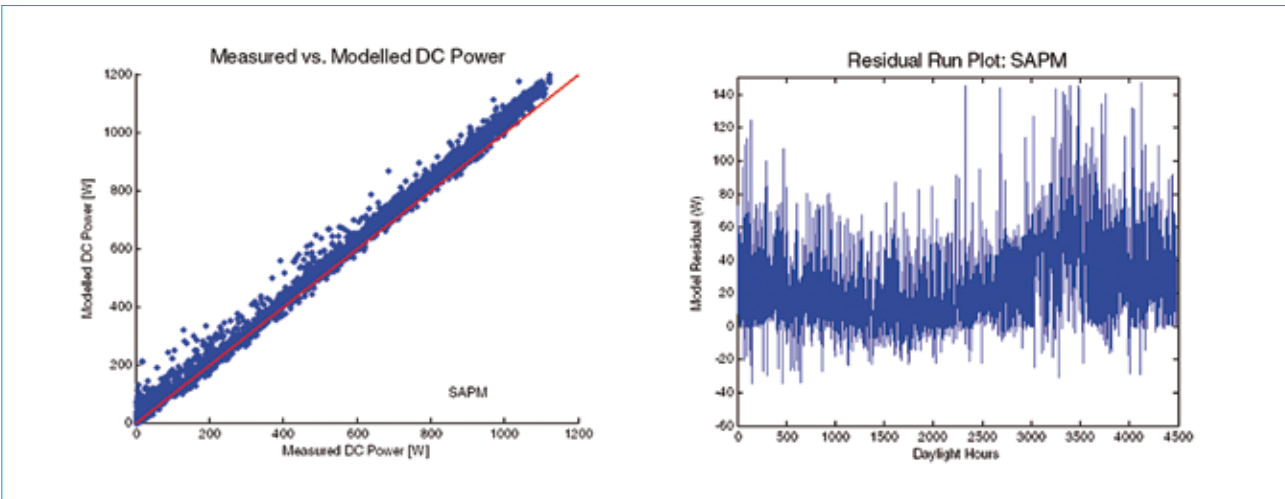 Measured vs. Modelled DC Power
1200
1000
800
600
400
200
0
Modelled DC Power [W]
SAPM
0 200 400 600 800 1000 1200
Measured DC Power [W]
Residual Run Plot: SAPM
140
120
100
80
60
40
20
0
-20
-40
-60
Model Residual (W)
0 500 1000 1500 2000 2500 3000 3500 4000 4500
Daylight Hours